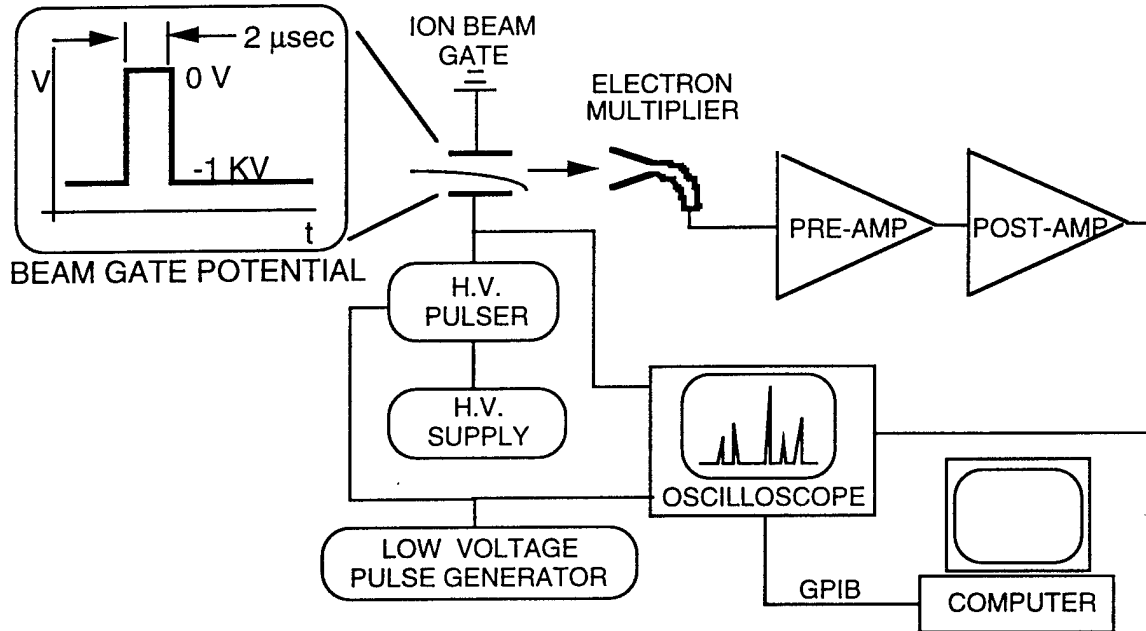 2 µsec
V
0 V
-1 KV
t
BEAM GATE POTENTIAL
ION BEAM
GATE
ELECTRON
MULTIPLIER
PRE-AMP
POST-AMP
H.V.
PULSER
H.V.
SUPPLY
OSCILLOSCOPE
LOW VOLTAGE
PULSE GENERATOR
GPIB
COMPUTER